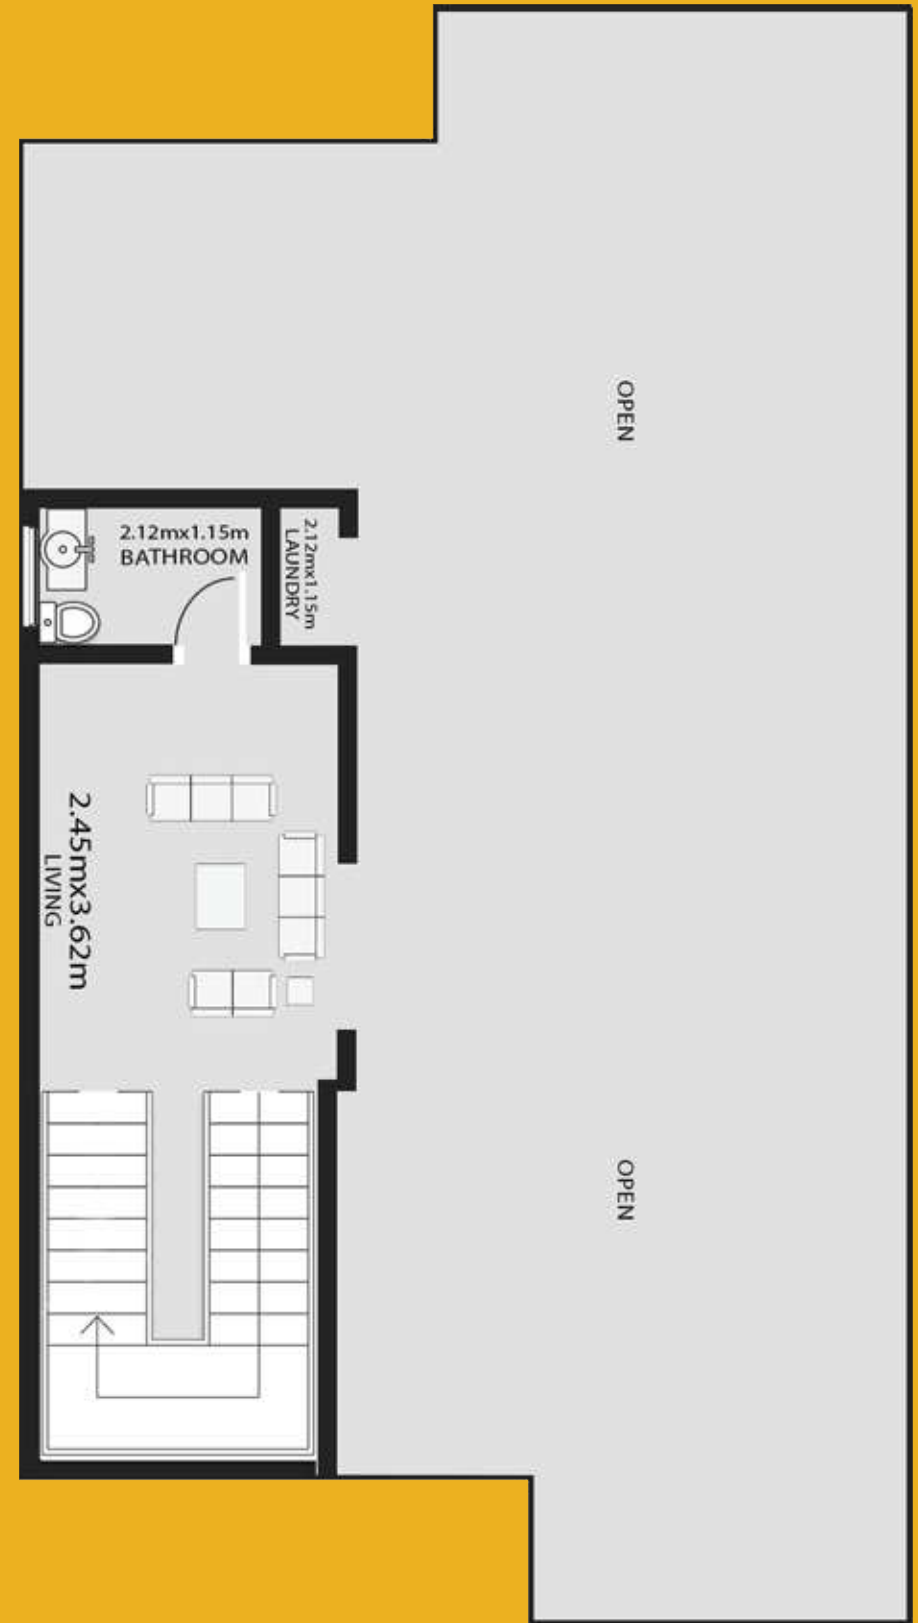 OPEN
2.12mx1.15m
BATHROOM
2.12mx1.15m
LAUNDRY
2.45mx3.62m
LIVING
OPEN